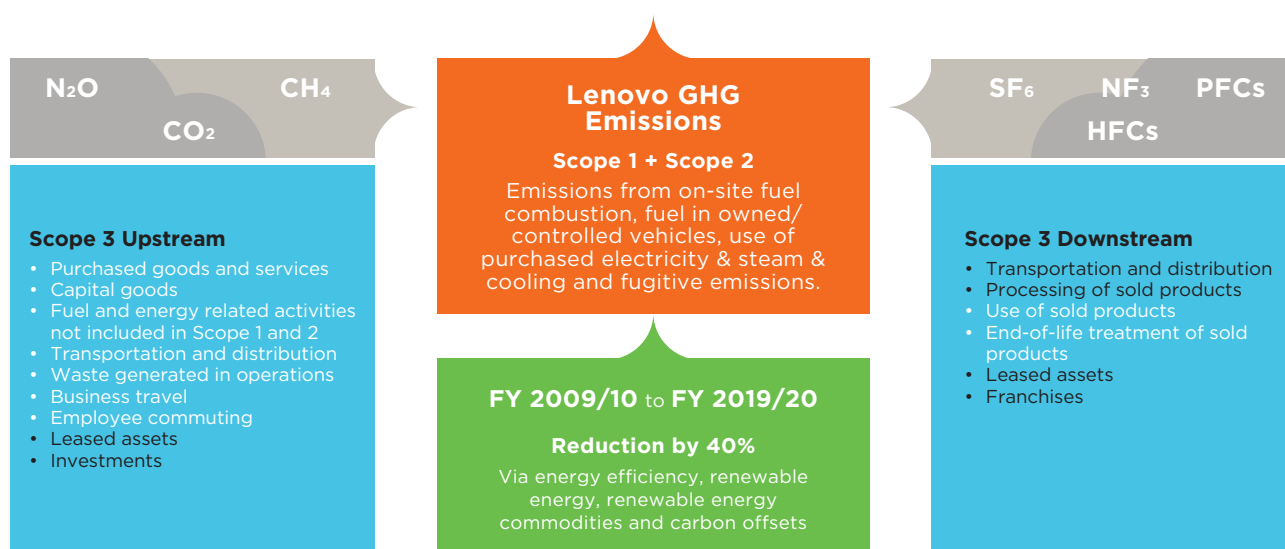 N₂O
CH₄
CO₂
Scope 3 Upstream
• Purchased goods and services
• Capital goods
• Fuel and energy related activities
not included in Scope 1 and 2
• Transportation and distribution
• Waste generated in operations
• Business travel
• Employee commuting
• Leased assets
• Investments
Lenovo GHG
Emissions
Scope 1 + Scope 2
Emissions from on-site fuel
combustion, fuel in owned/
controlled vehicles, use of
purchased electricity & steam &
cooling and fugitive emissions.
FY 2009/10 to FY 2019/20
Reduction by 40%
Via energy efficiency, renewable
energy, renewable energy
commodities and carbon offsets
SF₆
NF₃
PFCs
HFCs
Scope 3 Downstream
• Transportation and distribution
• Processing of sold products
• Use of sold products
• End-of-life treatment of sold
products
• Leased assets
• Franchises